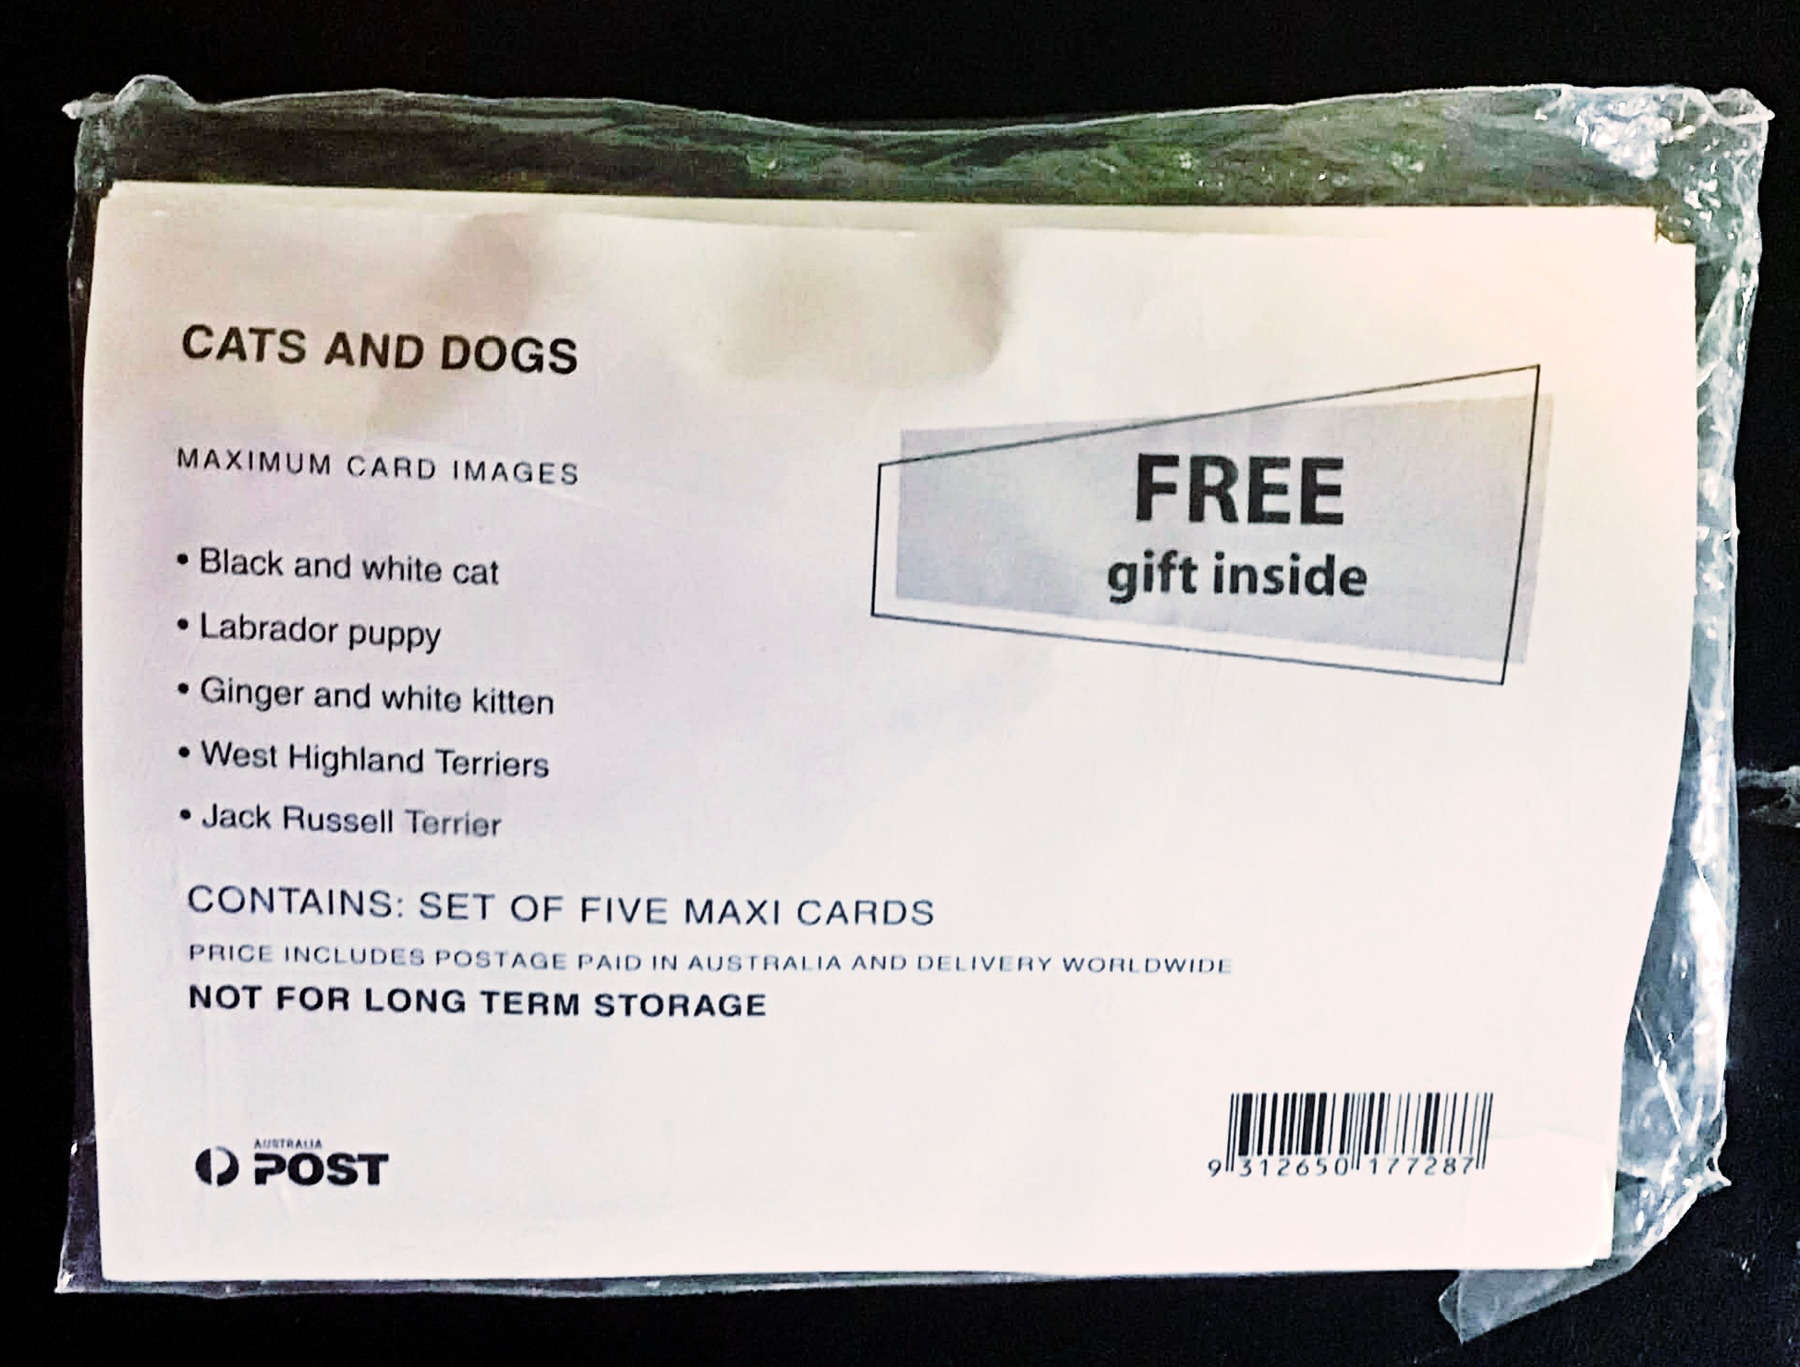 CATS AND DOGS
MAXIMUM CARD IMAGES
• Black and white cat
• Labrador puppy
• Ginger and white kitten
• West Highland Terriers
• Jack Russell Terrier
FREE
gift inside
CONTAINS: SET OF FIVE MAXI CARDS
PRICE INCLUDES POSTAGE PAID IN AUSTRALIA AND DELIVERY WORLDWIDE
NOT FOR LONG TERM STORAGE
AUSTRALIA
POST
9 312650 177287